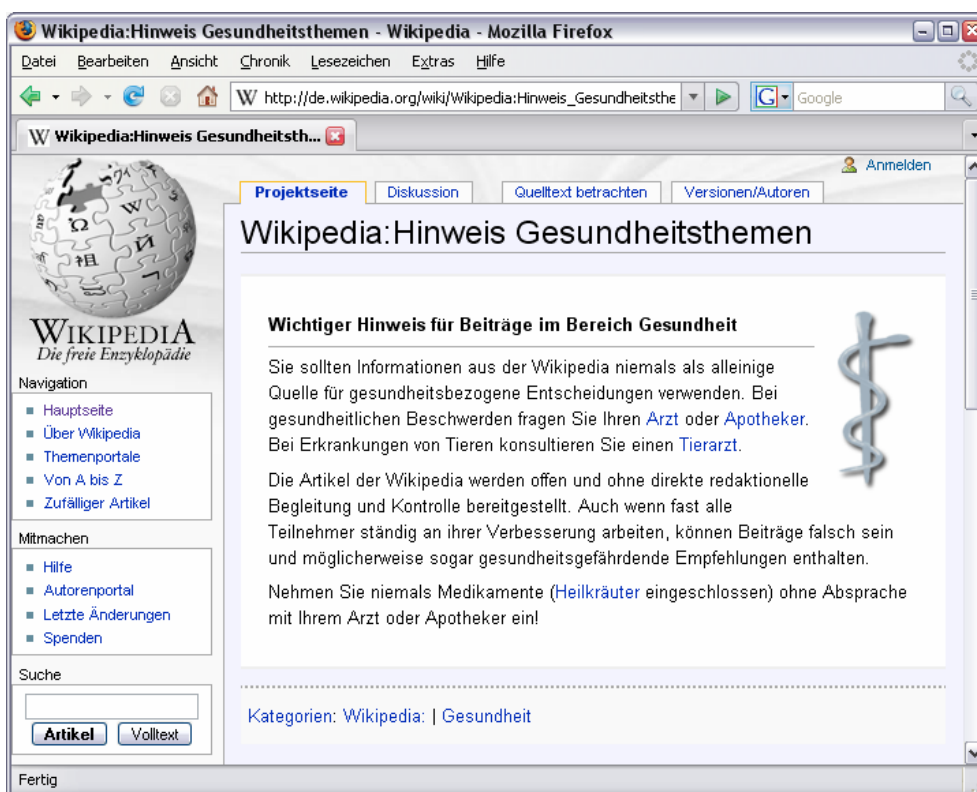 Wikipedia:Hinweis Gesundheitsthemen - Wikipedia - Mozilla Firefox
Datei Bearbeiten Ansicht Chronik Lesezeichen Extras Hilfe
W http://de.wikipedia.org/wiki/Wikipedia:Hinweis_Gesundheitsthe G Google
W Wikipedia:Hinweis Gesundheitsth...
Anmelden
Projektseite Diskussion Quelltext betrachten Versionen/Autoren
Wikipedia:Hinweis Gesundheitsthemen
Ω W И 祖
WIKIPEDIA
Die freie Enzyklopädie
Navigation
Hauptseite
Über Wikipedia
Themenportale
Von A bis Z
Zufälliger Artikel
Mitmachen
Hilfe
Autorenportal
Letzte Änderungen
Spenden
Suche
Artikel Volltext
Wichtiger Hinweis für Beiträge im Bereich Gesundheit
Sie sollten Informationen aus der Wikipedia niemals als alleinige
Quelle für gesundheitsbezogene Entscheidungen verwenden. Bei
gesundheitlichen Beschwerden fragen Sie Ihren Arzt oder Apotheker.
Bei Erkrankungen von Tieren konsultieren Sie einen Tierarzt.
Die Artikel der Wikipedia werden offen und ohne direkte redaktionelle
Begleitung und Kontrolle bereitgestellt. Auch wenn fast alle
Teilnehmer ständig an ihrer Verbesserung arbeiten, können Beiträge falsch sein
und möglicherweise sogar gesundheitsgefährdende Empfehlungen enthalten.
Nehmen Sie niemals Medikamente (Heilkräuter eingeschlossen) ohne Absprache
mit Ihrem Arzt oder Apotheker ein!
Kategorien: Wikipedia: | Gesundheit
Fertig